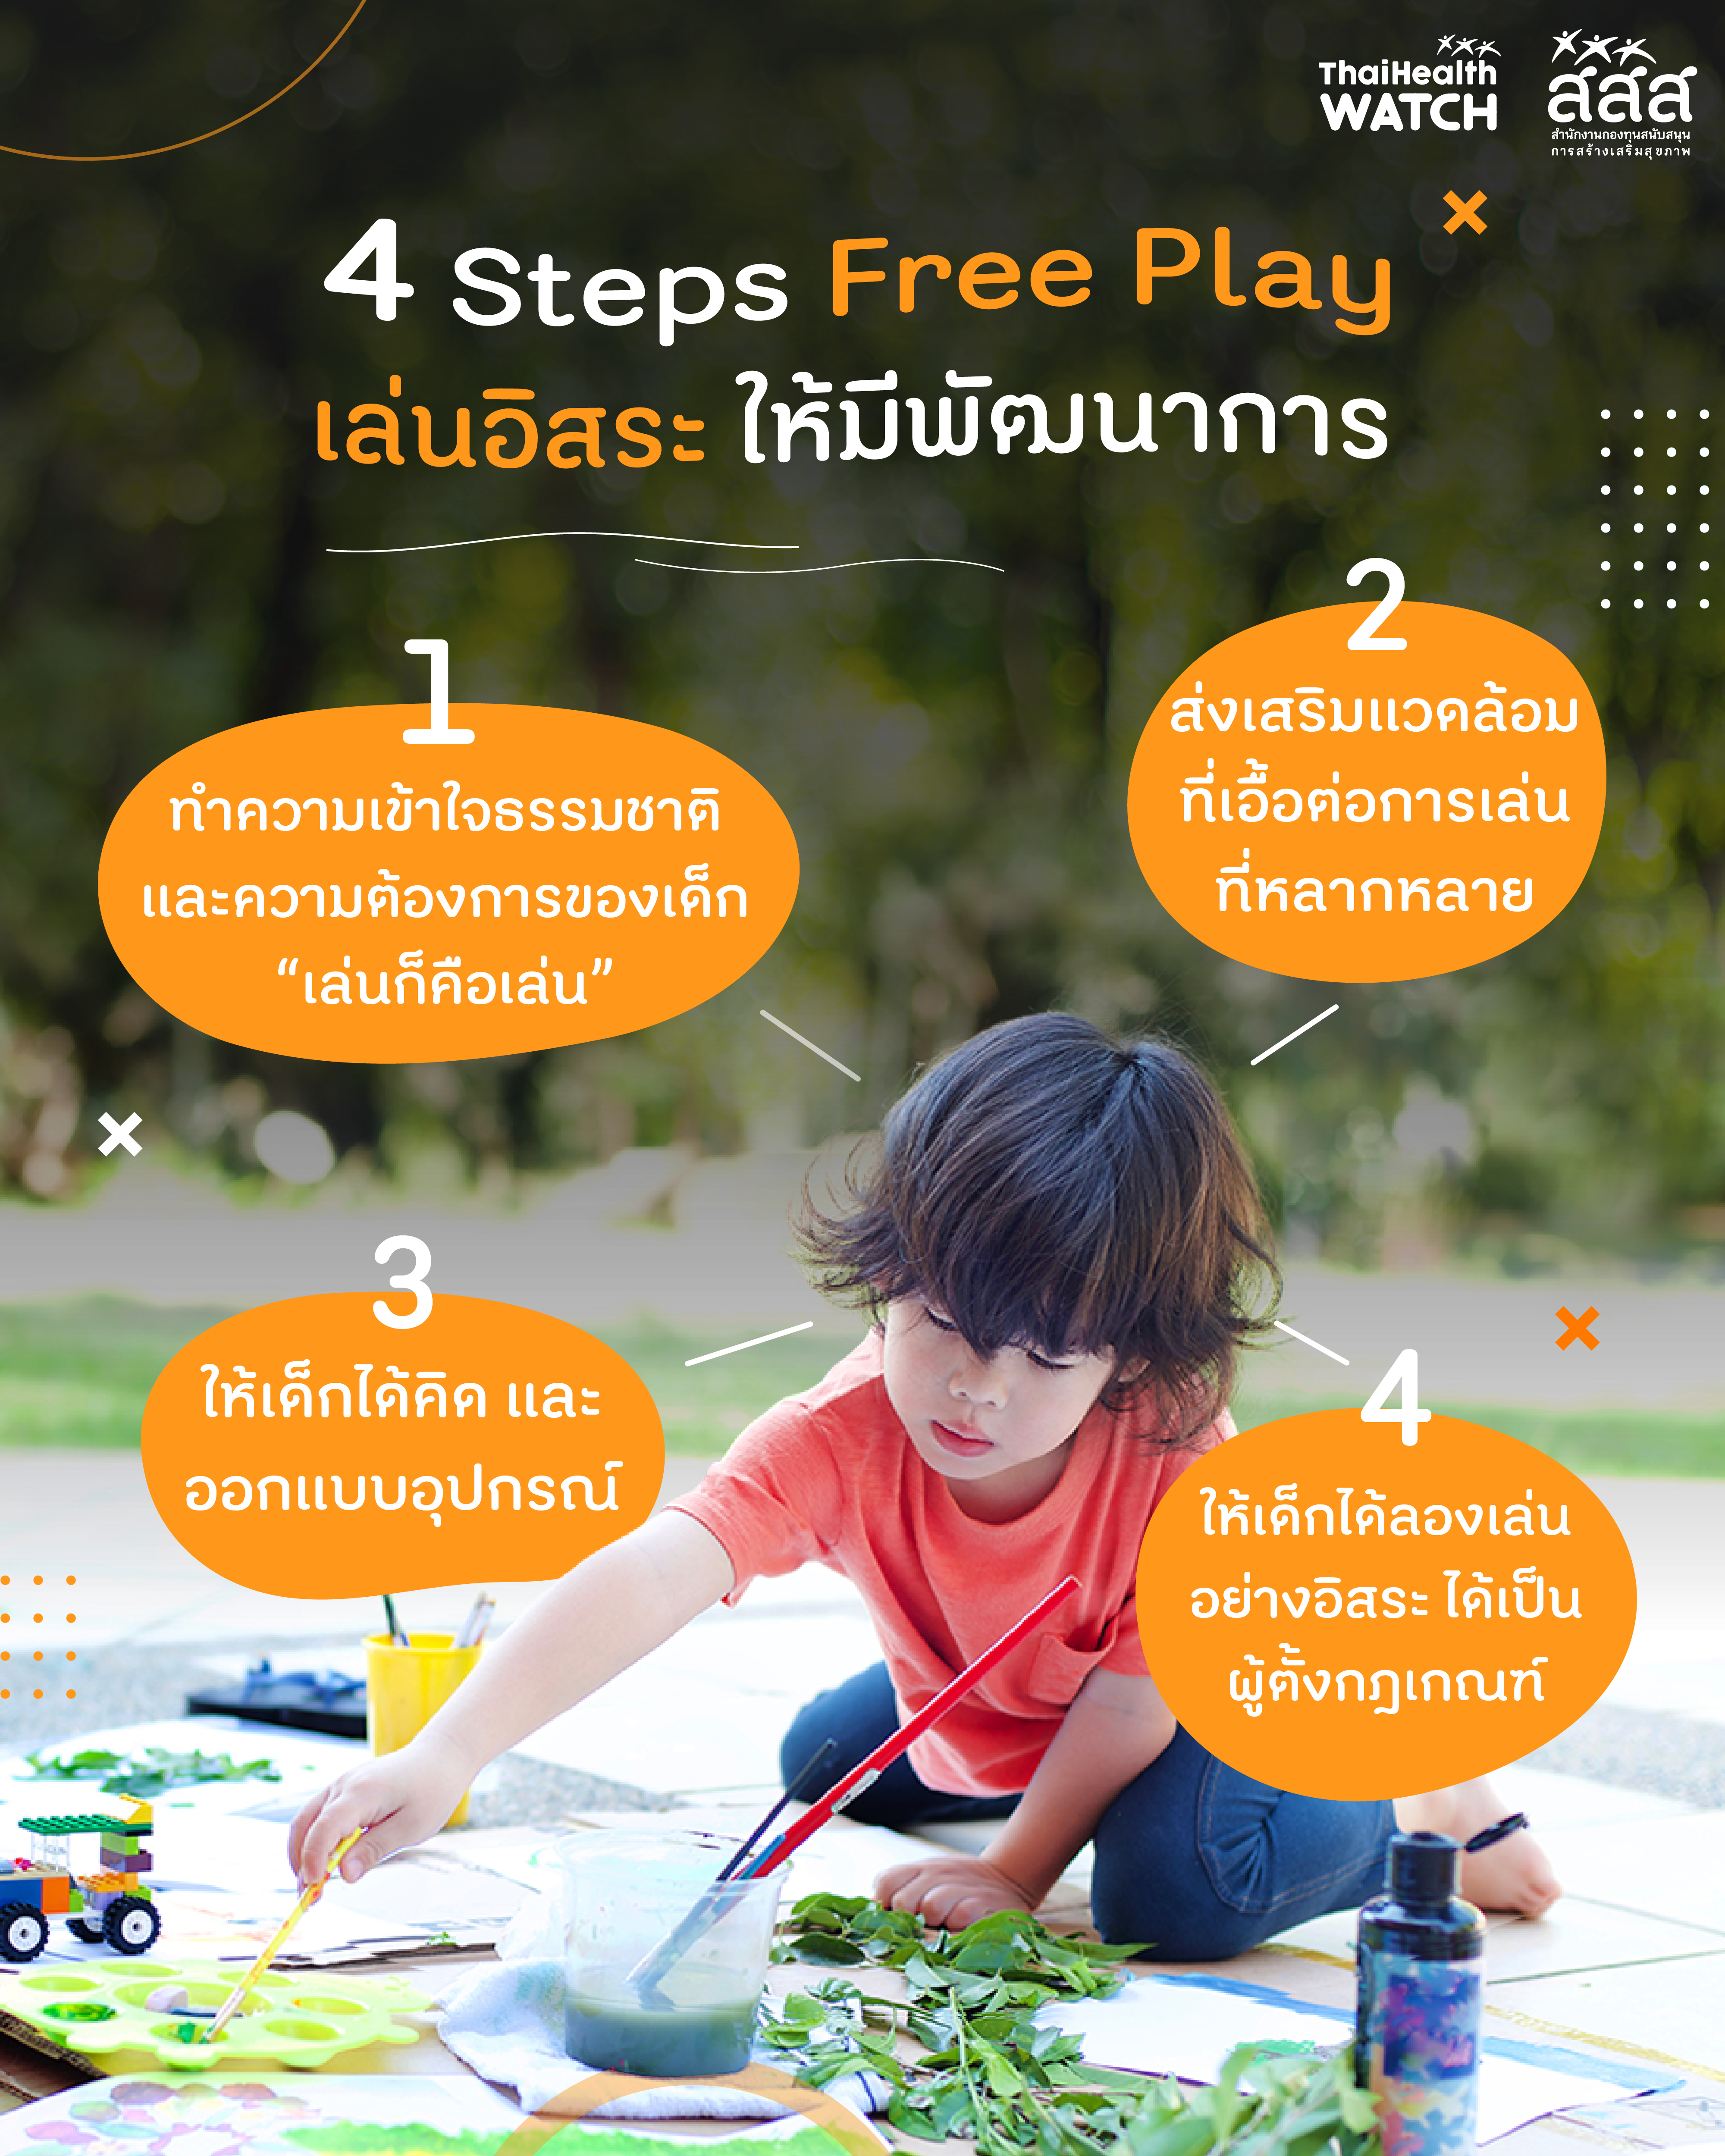 ThaiHealth
WATCH
สสส
สำนักงานกองทุนสนับสนุน
การสร้างเสริมสุขภาพ
4 Steps Free Play
เล่นอิสระ ให้มีพัฒนาการ
1
ทำความเข้าใจธรรมชาติ
และความต้องการของเด็ก
“เล่นก็คือเล่น”
2
ส่งเสริมแวดล้อม
ที่เอื้อต่อการเล่น
ที่หลากหลาย
3
ให้เด็กได้คิด และ
ออกแบบอุปกรณ์
4
ให้เด็กได้ลองเล่น
อย่างอิสระ ได้เป็น
ผู้ตั้งกฎเกณฑ์